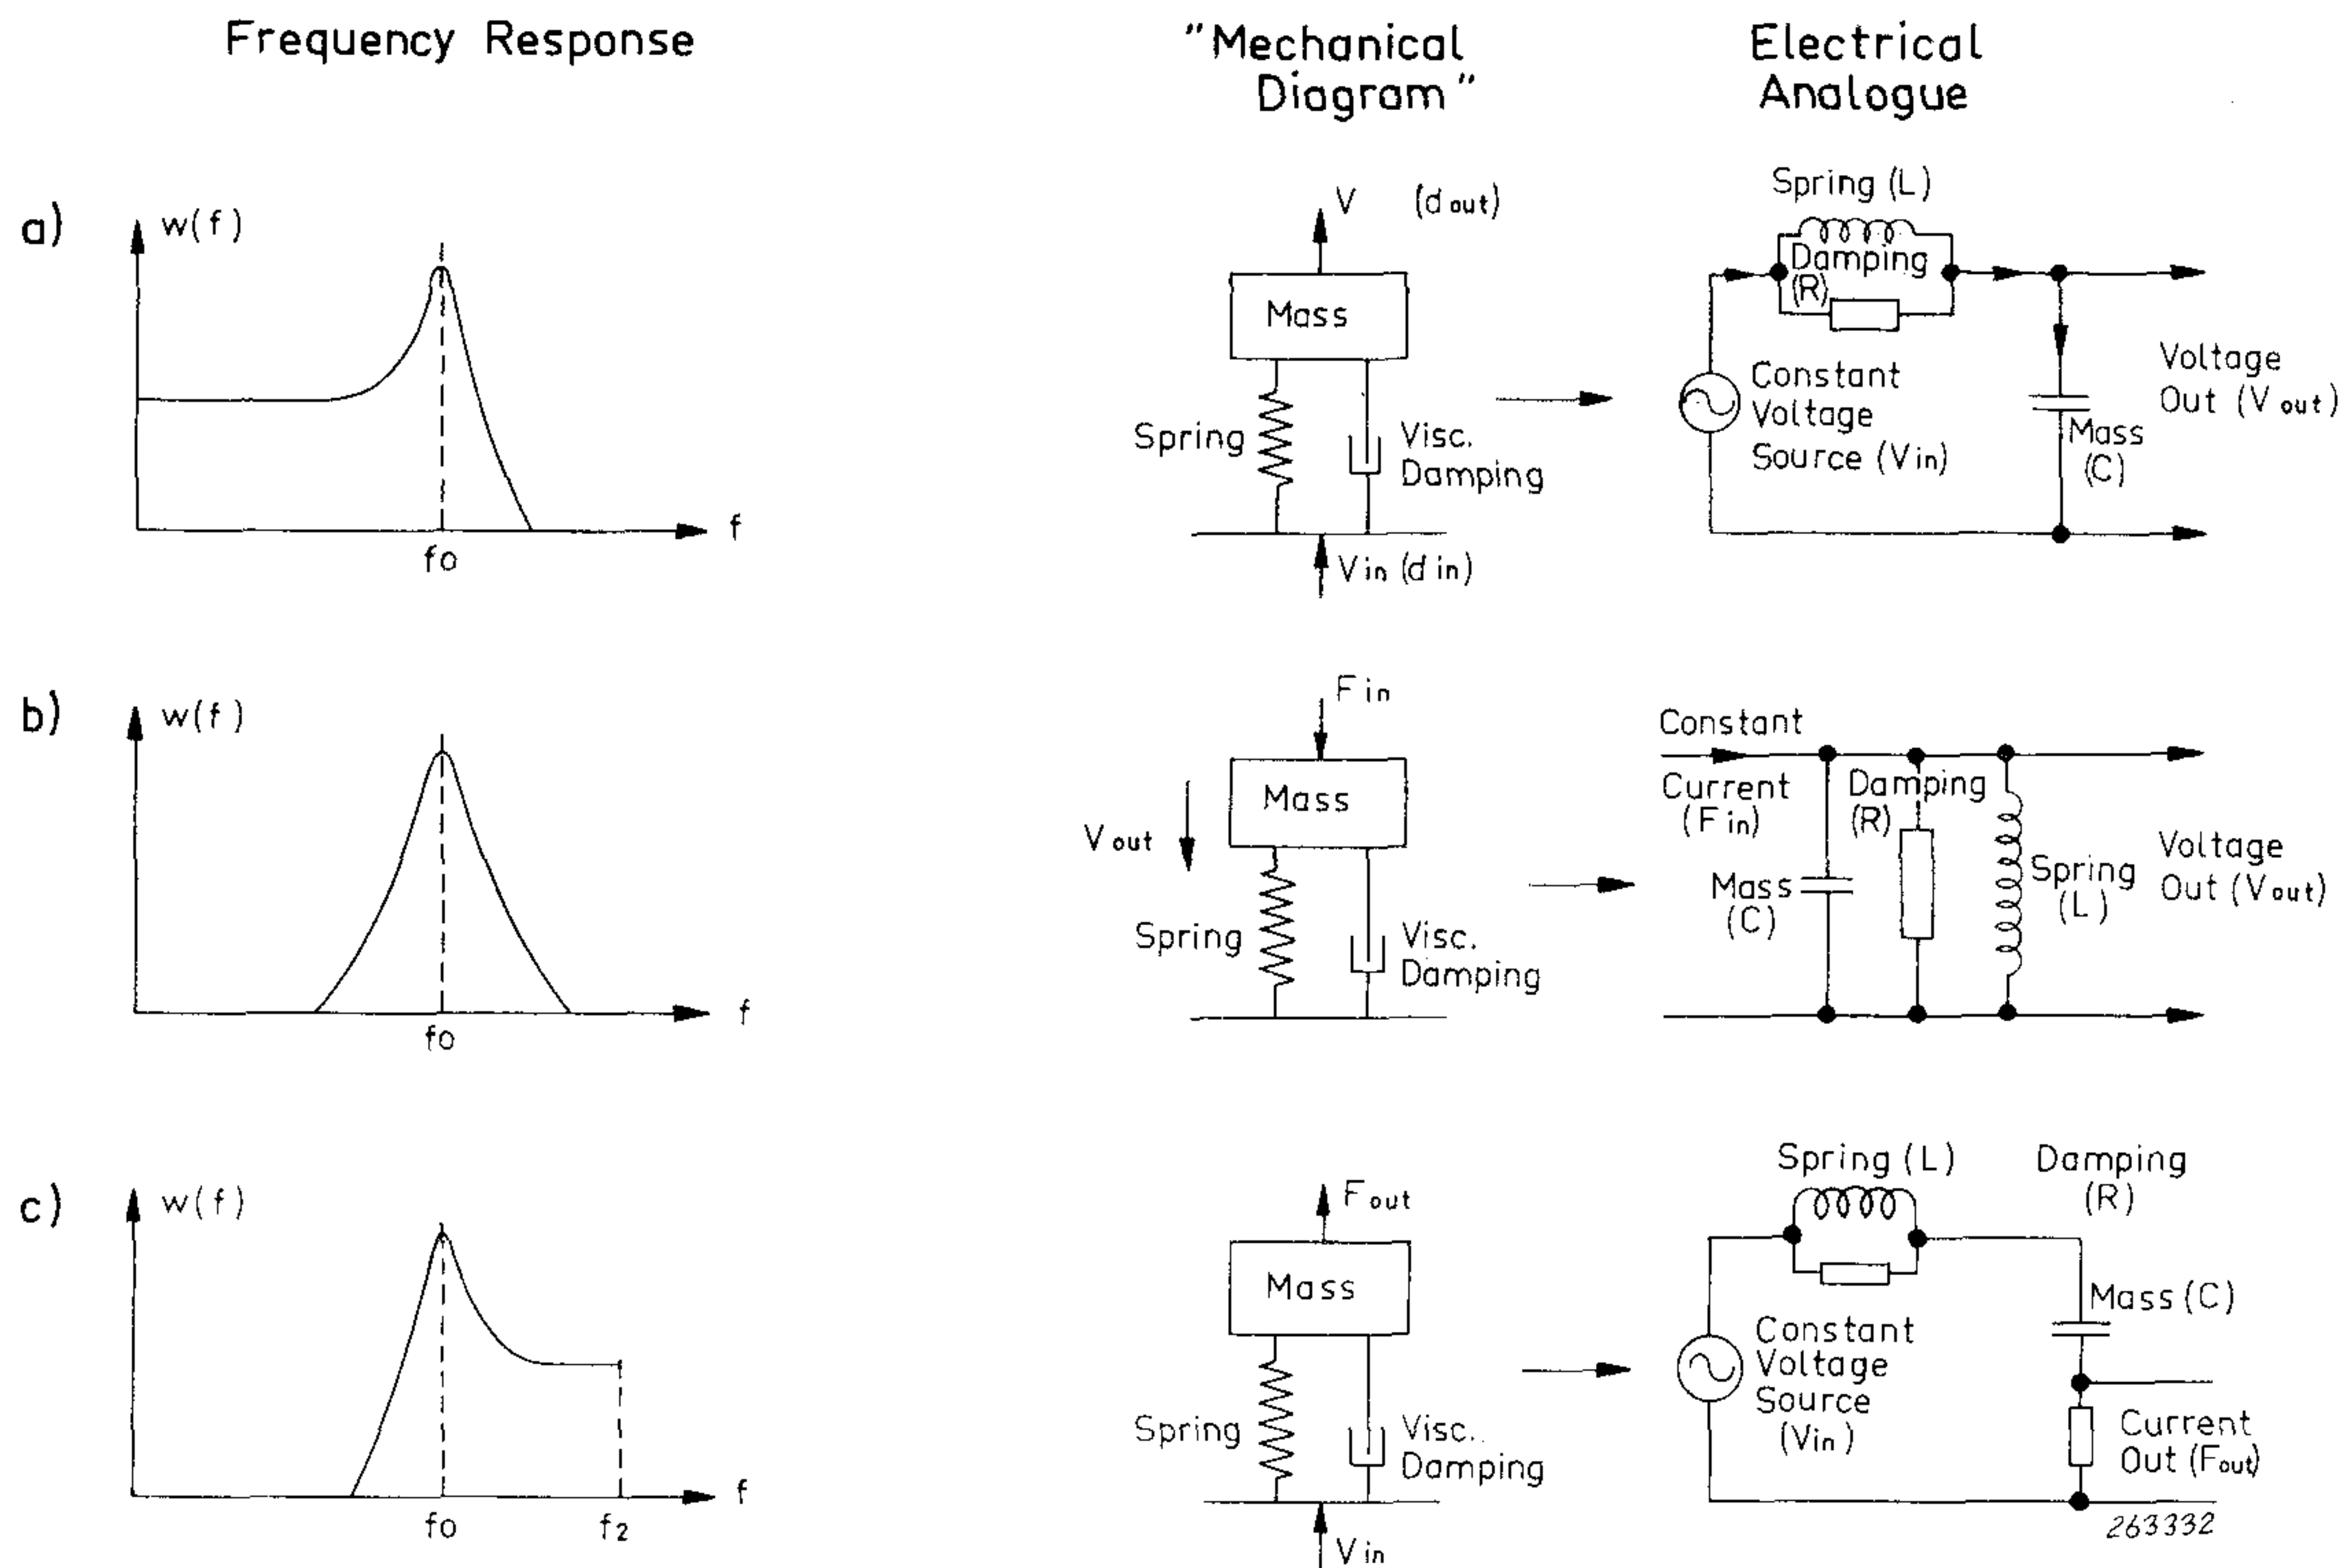 Frequency Response
"Mechanical
Diagram"
Electrical
Analogue
a)
w(f)
f
fo
V (d out)
Mass
Spring
Visc.
Damping
Vin (d in)
Spring (L)
Damping
(R)
Constant
Voltage
Source (Vin)
Mass
(C)
Voltage
Out (V out)
b)
w(f)
f
fo
F in
Mass
V out
Spring
Visc.
Damping
Constant
Current
(F in)
Damping
(R)
Mass
(C)
Spring
(L)
Voltage
Out (Vout)
c)
w(f)
f
fo
f2
F out
Mass
Spring
Visc.
Damping
V in
Spring (L)
Damping
(R)
Mass (C)
Constant
Voltage
Source
(Vin)
Current
Out (Fout)
263332